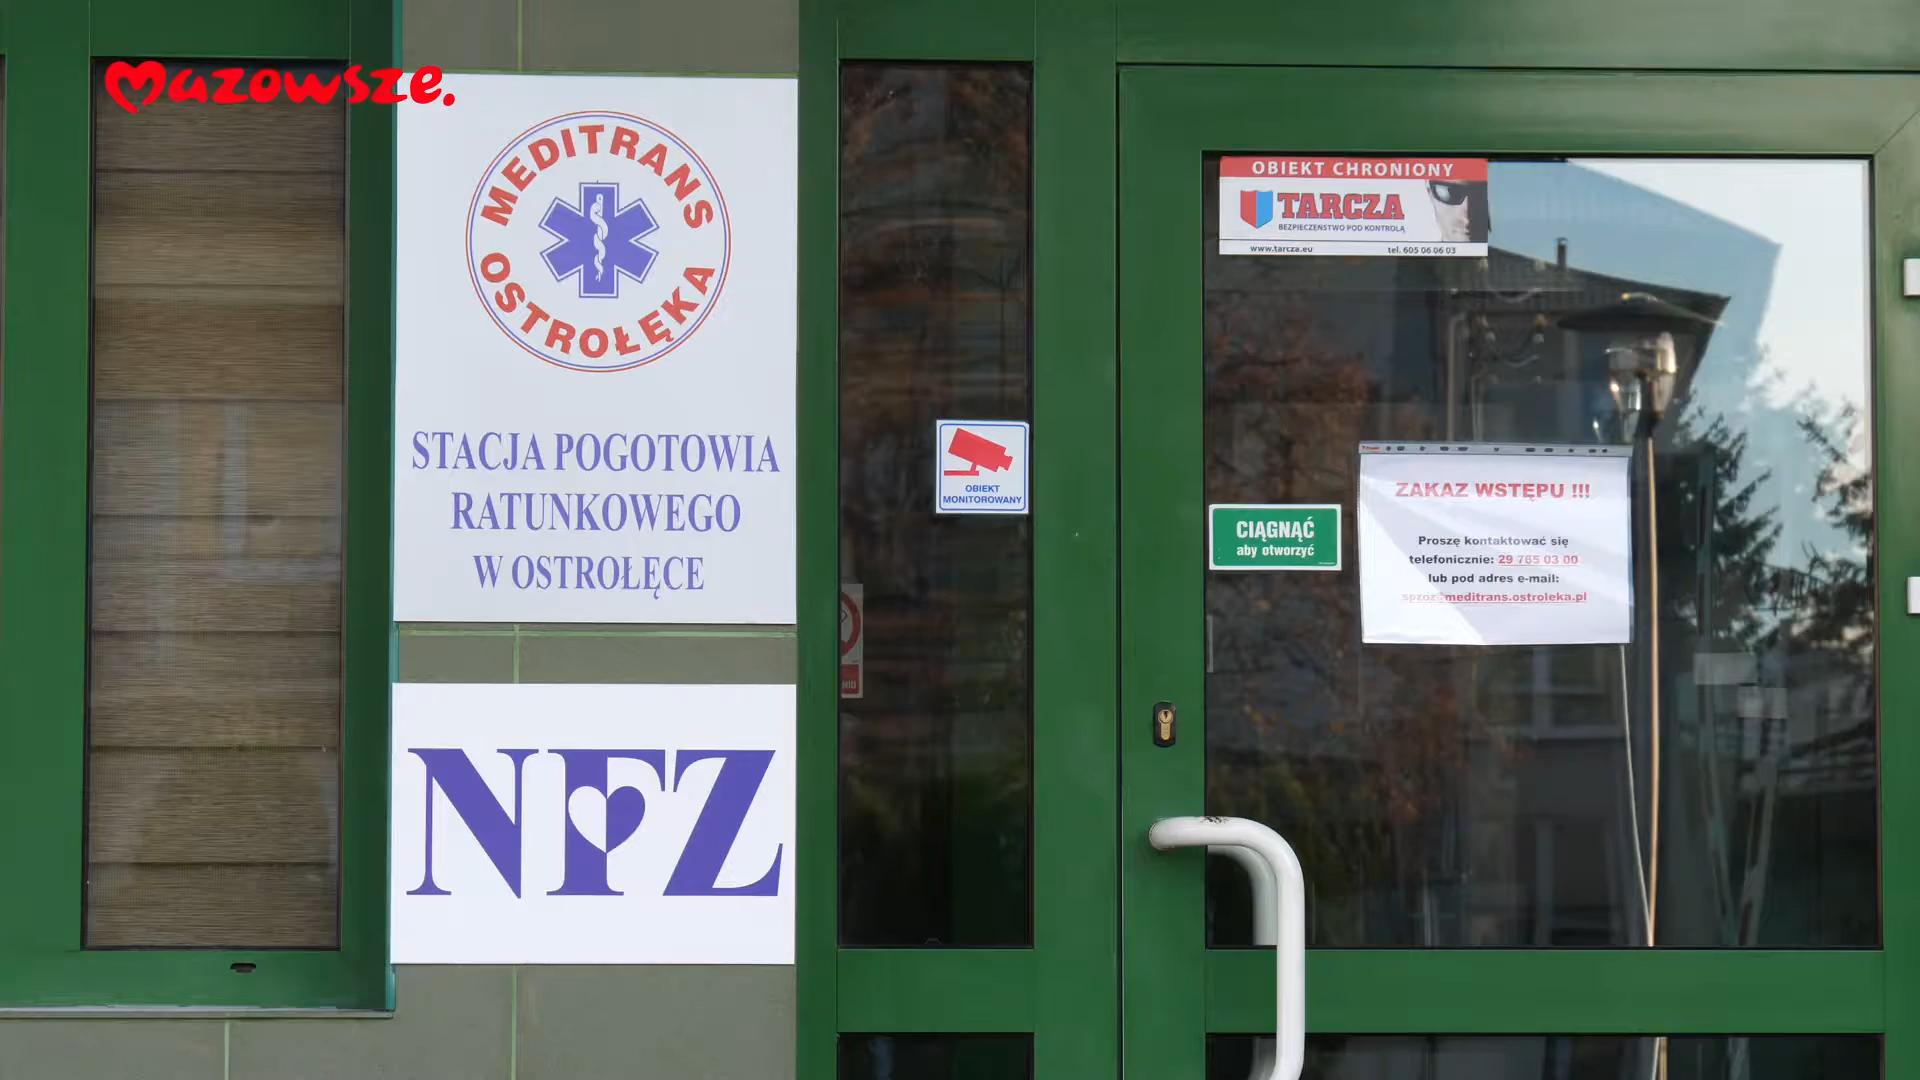 Mazowsze.
MEDITRANS
OSTROŁĘKA
STACJA POGOTOWIA
RATUNKOWEGO
W OSTROŁĘCE
NFZ
OBIEKT
MONITOROWANY
OBIEKT CHRONIONY
TARCZA
BEZPIECZEŃSTWO POD KONTROLĄ
www.tarcza.eu tel. 605 06 06 03
CIĄGNĄĆ
aby otworzyć
ZAKAZ WSTĘPU !!!
Proszę kontaktować się
telefonicznie: 29 765 03 00
lub pod adres e-mail:
spzoz@meditrans.ostroleka.pl